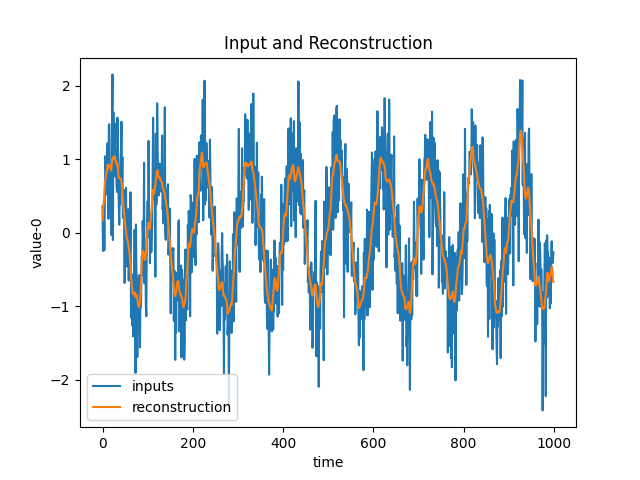 Input and Reconstruction
value-0
2
1
0
−1
−2
inputs
reconstruction
0 200 400 600 800 1000
time